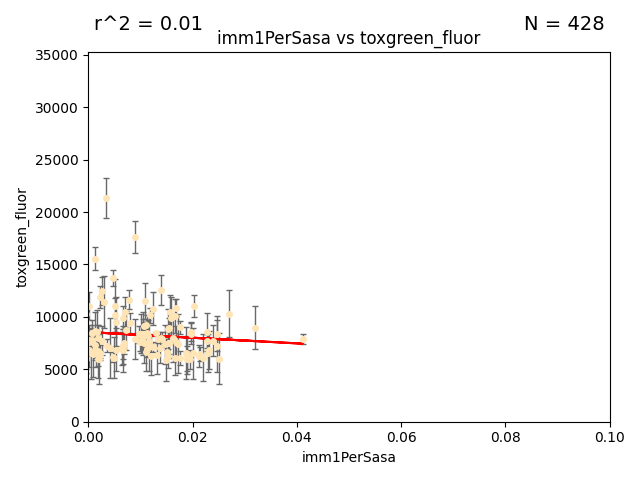 r^2 = 0.01
N = 428
imm1PerSasa vs toxgreen_fluor
35000
30000
25000
20000
15000
10000
5000
0
toxgreen_fluor
0.00
0.02
0.04
0.06
0.08
0.10
imm1PerSasa